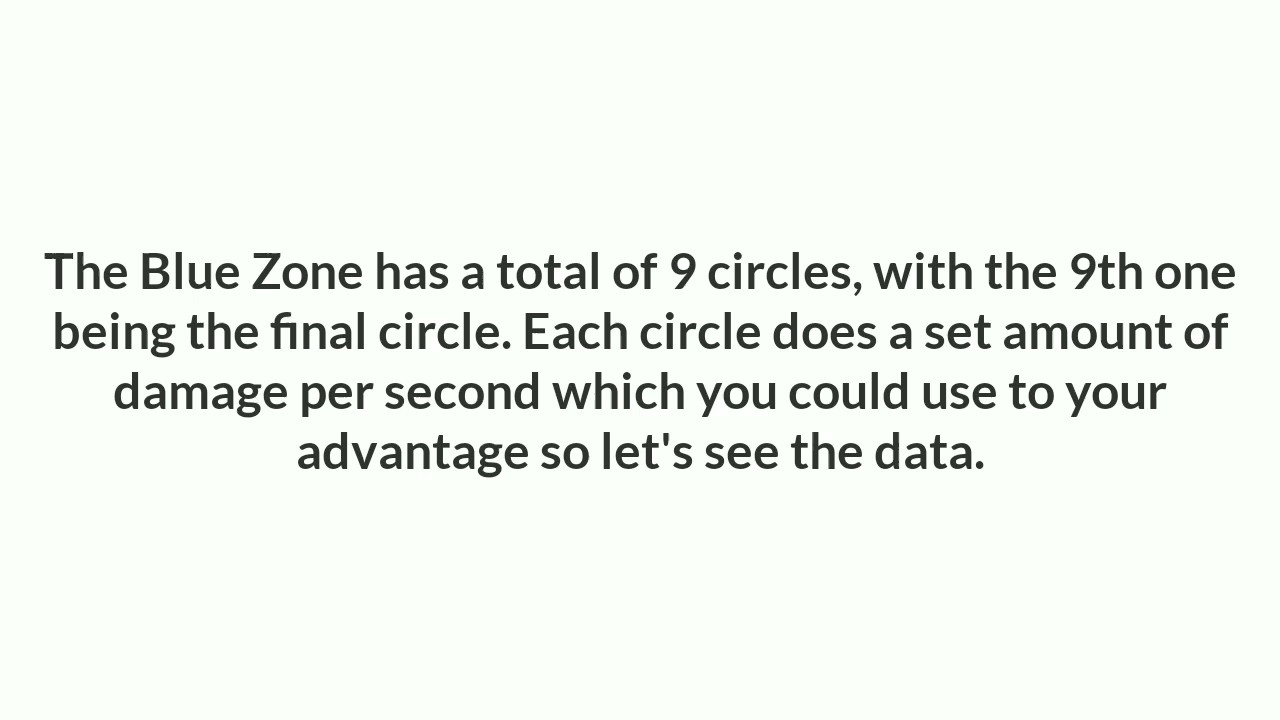 The Blue Zone has a total of 9 circles, with the 9th one
being the final circle. Each circle does a set amount of
damage per second which you could use to your
advantage so let's see the data.